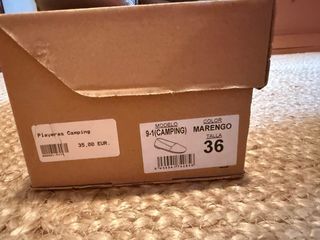 Playeras Camping
35,00 EUR.
MODELO
9-1(CAMPING)
COLOR
MARENGO
TALLA
36